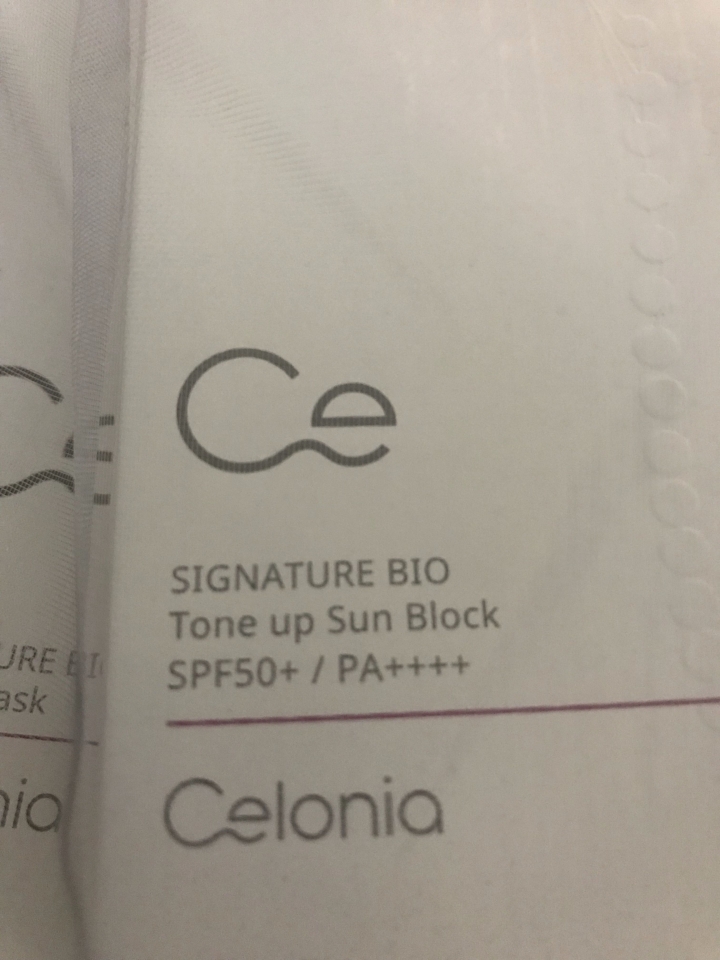 Ce
SIGNATURE BIO
Tone up Sun Block
SPF50+ / PA++++
Celonia
ask